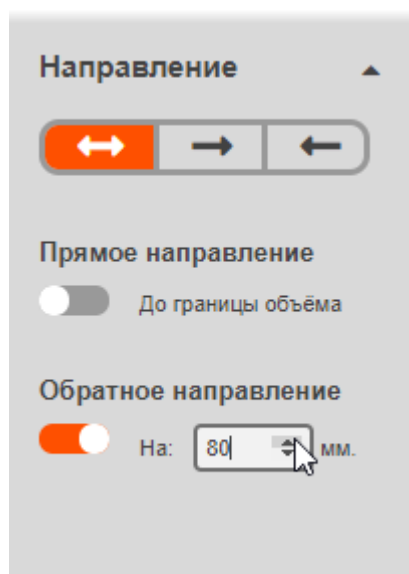 Направление
Прямое направление
До границы объёма
Обратное направление
На: 80 мм.